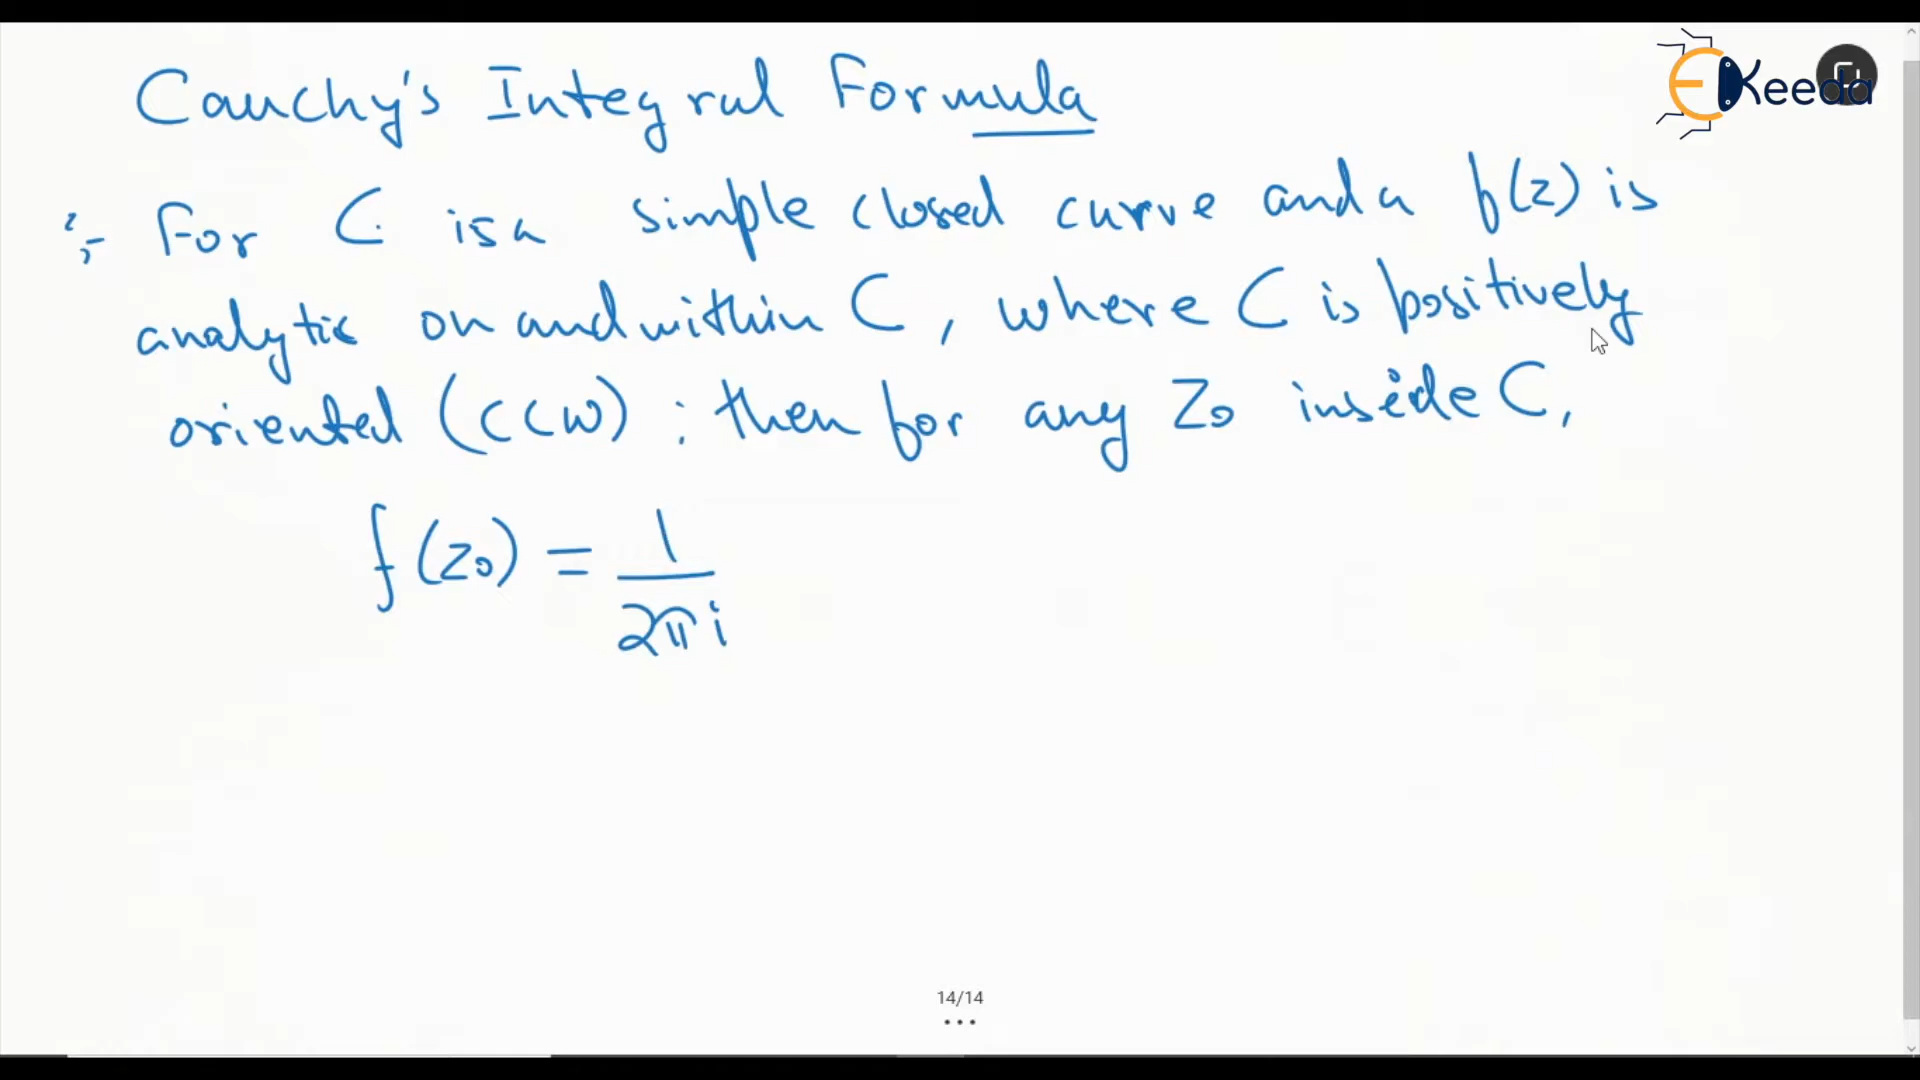 Cauchy's Integral Formula
EKeeda
:- For C is a simple closed curve and a f(z) is
analytic on and within C, where C is positively
oriented (CCW) : then for any Z₀ inside C,
f(z₀) = 1/2πi
14/14